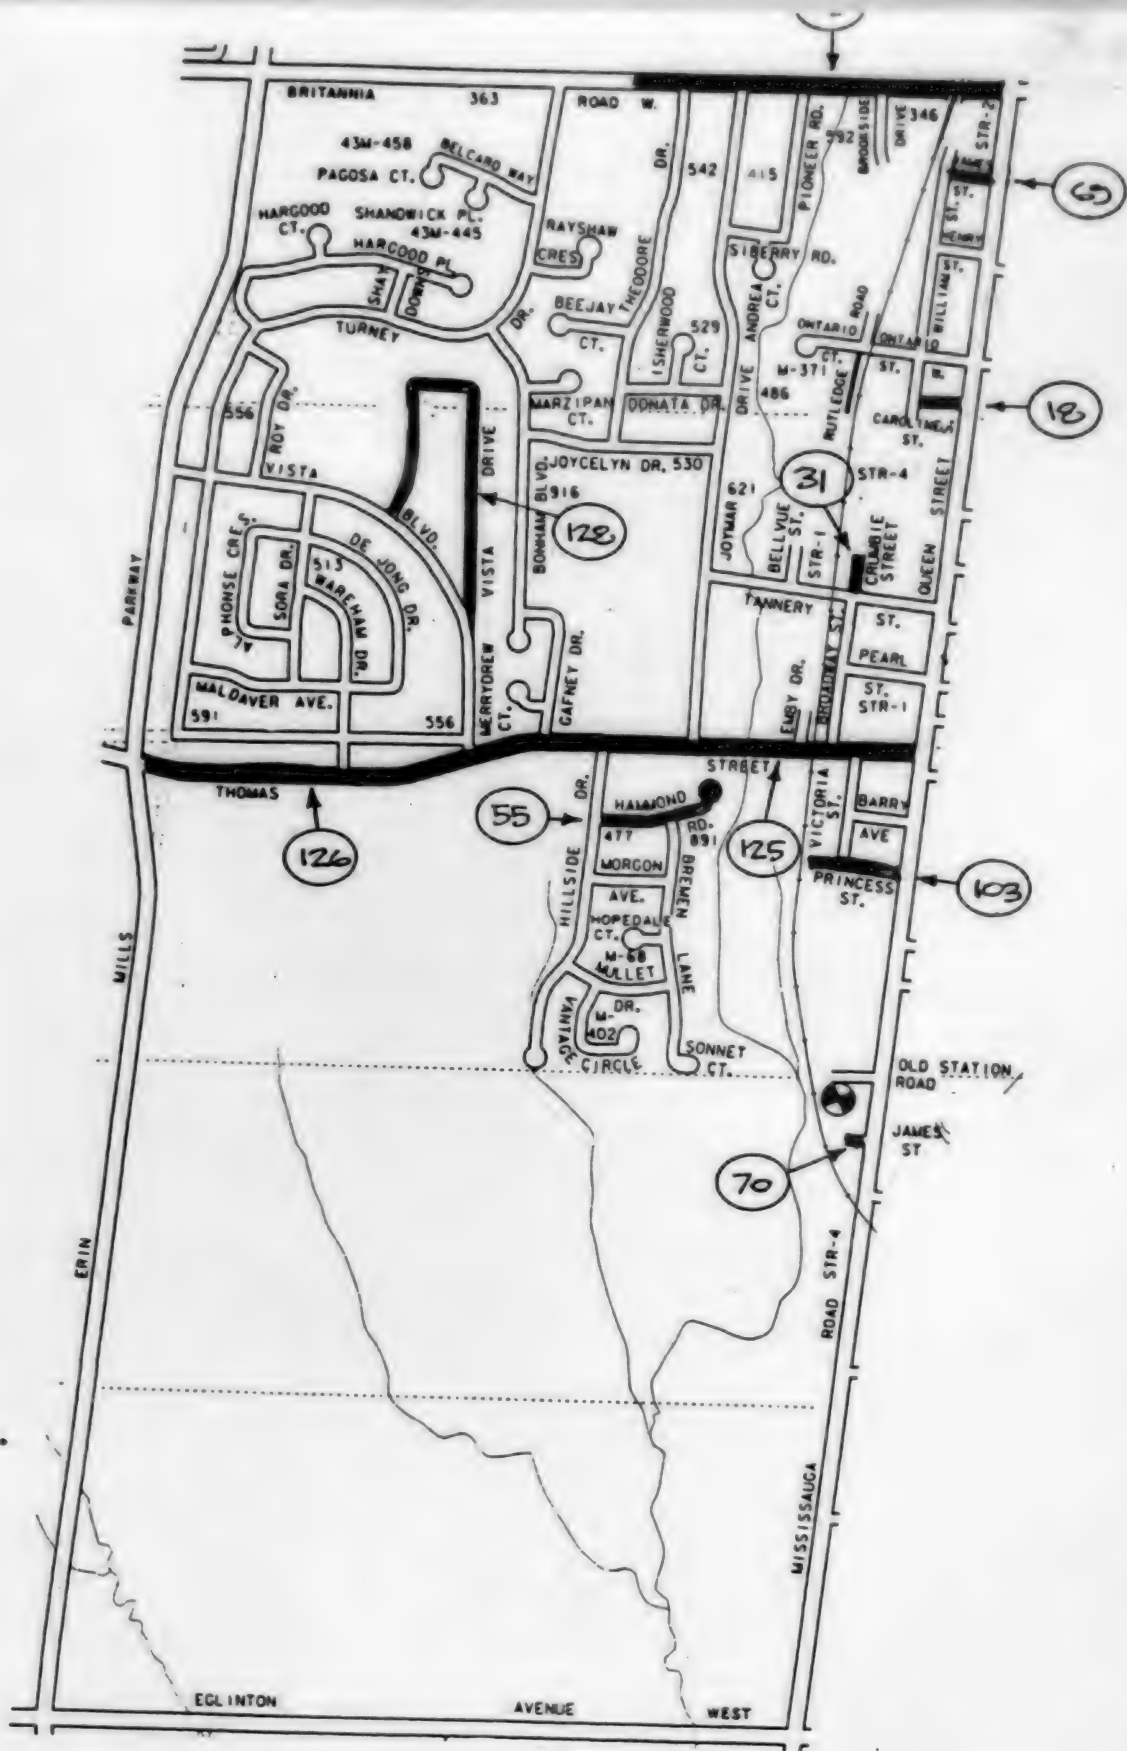 BRITANNIA 363 ROAD W.
43M-458
BELCARO WAY
PAGOSA CT.
SHANDWICK PL.
43M-445
HARGOOD
CT.
HARGOOD PL.
SHAY
DOWNS
TURNEY
DR.
RAYSHAW
CRES
BEEJAY
CT.
THEODORE
DR.
542
415
PIONEER RD.
BROOKSIDE
DRIVE
346
STR-2
ST.
HENRY
ST.
69
SIBERRY RD.
ANDREA
CT.
ISHERWOOD
CT.
529
ONTARIO
CT.
ROAD
ONTARIO
ST.
WILLIAM
ST.
M-371
RUTLEDGE
486
DRIVE
MARZIPAN
CT.
DONATA DR.
CAROLINE
ST.
18
556
ROY DR.
VISTA
BLVD.
DRIVE
VISTA
128
JOYCELYN DR. 530
BONHAM BLVD.
916
JOYMAR
621
BELLVUE
ST.
STR-1
31
STR-4
CRUMBIE
STREET
QUEEN
STREET
PARKWAY
ALPHONSE CRES.
SORA DR.
513
WAREHAM DR.
DE JONG DR.
TANNERY
ST.
PEARL
ST.
STR-1
MALDAVER AVE.
591
556
MERRYDREW
CT.
GAFNEY DR.
EMBY DR.
BROADWAY ST.
THOMAS
STREET
126
55
125
HAMMOND
RD.
891
477
DR.
HILLSIDE
VICTORIA
ST.
BARRY
AVE
PRINCESS
ST.
103
MORGON
AVE.
BREMEN
LANE
HOPEDALE
CT.
M-68
MULLET
DR.
M-
402
VANTAGE
CIRCLE
SONNET
CT.
MILLS
OLD STATION
ROAD
JAMES
ST
70
ERIN
ROAD STR-4
MISSISSAUGA
EGLINTON AVENUE WEST